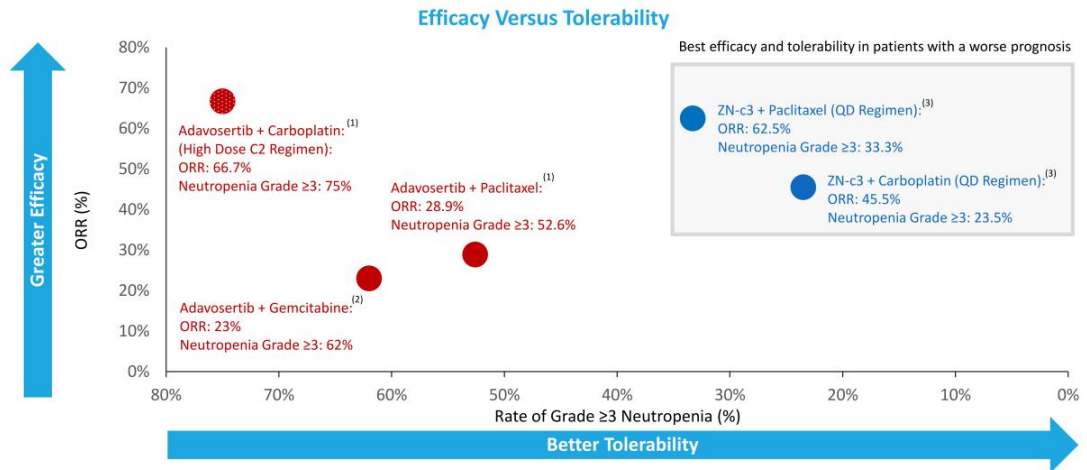 Efficacy Versus Tolerability
Greater Efficacy
ORR (%)
80%
70%
60%
50%
40%
30%
20%
10%
0%
Best efficacy and tolerability in patients with a worse prognosis
Adavosertib + Carboplatin: (1)
(High Dose C2 Regimen):
ORR: 66.7%
Neutropenia Grade ≥3: 75%
Adavosertib + Paclitaxel: (1)
ORR: 28.9%
Neutropenia Grade ≥3: 52.6%
Adavosertib + Gemcitabine: (2)
ORR: 23%
Neutropenia Grade ≥3: 62%
ZN-c3 + Paclitaxel (QD Regimen): (3)
ORR: 62.5%
Neutropenia Grade ≥3: 33.3%
ZN-c3 + Carboplatin (QD Regimen): (3)
ORR: 45.5%
Neutropenia Grade ≥3: 23.5%
80% 70% 60% 50% 40% 30% 20% 10% 0%
Rate of Grade ≥3 Neutropenia (%)
Better Tolerability